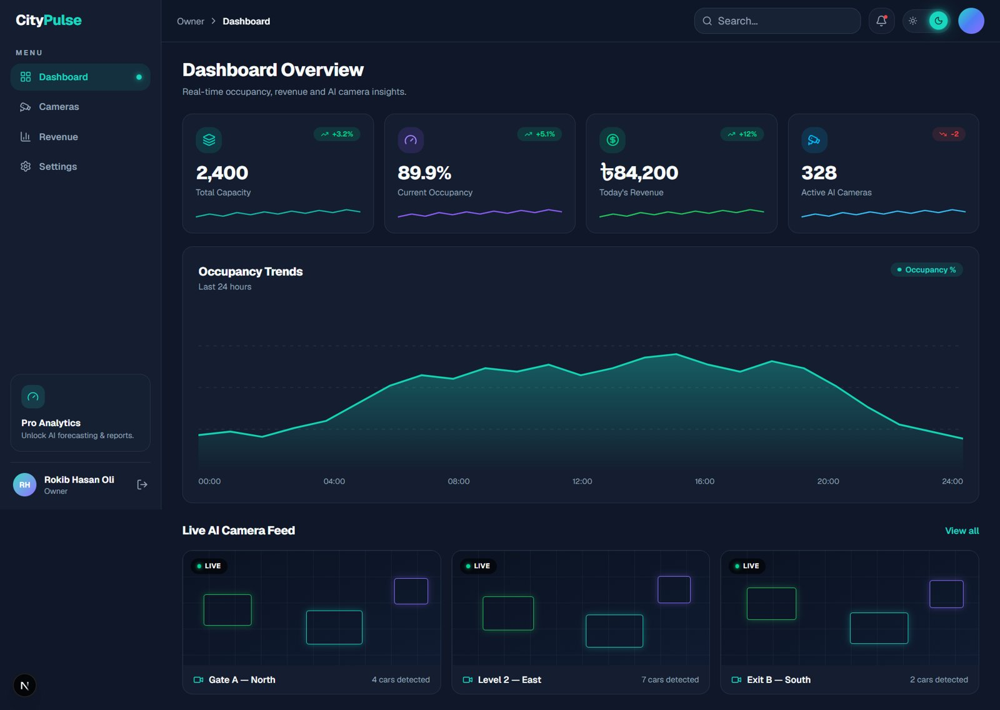 CityPulse
MENU
Dashboard
Cameras
Revenue
Settings
Pro Analytics
Unlock AI forecasting & reports.
RH
Rokib Hasan Oli
Owner
N
Owner > Dashboard
Search...
Dashboard Overview
Real-time occupancy, revenue and AI camera insights.
+3.2%
2,400
Total Capacity
+5.1%
89.9%
Current Occupancy
+12%
৳84,200
Today's Revenue
-2
328
Active AI Cameras
Occupancy Trends
Last 24 hours
Occupancy %
00:00 04:00 08:00 12:00 16:00 20:00 24:00
Live AI Camera Feed
View all
LIVE
Gate A — North
4 cars detected
LIVE
Level 2 — East
7 cars detected
LIVE
Exit B — South
2 cars detected